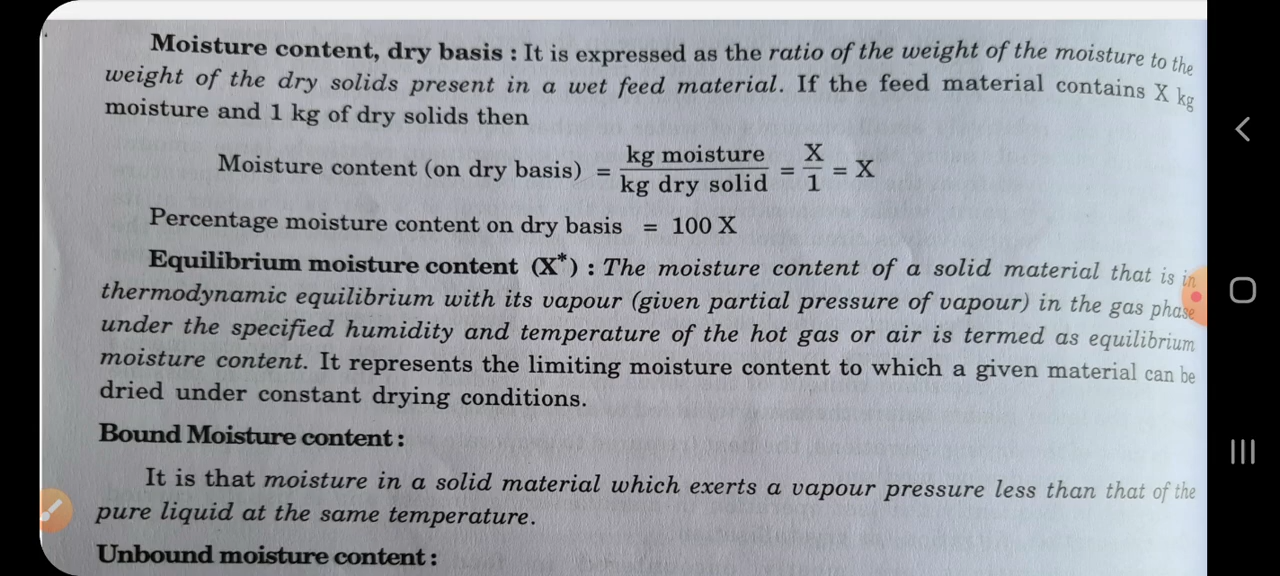 Moisture content, dry basis : It is expressed as the ratio of the weight of the moisture to the
weight of the dry solids present in a wet feed material. If the feed material contains X kg
moisture and 1 kg of dry solids then
Moisture content (on dry basis) = kg moisture / kg dry solid = X / 1 = X
Percentage moisture content on dry basis = 100 X
Equilibrium moisture content (X*) : The moisture content of a solid material that is in
thermodynamic equilibrium with its vapour (given partial pressure of vapour) in the gas phase
under the specified humidity and temperature of the hot gas or air is termed as equilibrium
moisture content. It represents the limiting moisture content to which a given material can be
dried under constant drying conditions.
Bound Moisture content :
It is that moisture in a solid material which exerts a vapour pressure less than that of the
pure liquid at the same temperature.
Unbound moisture content :